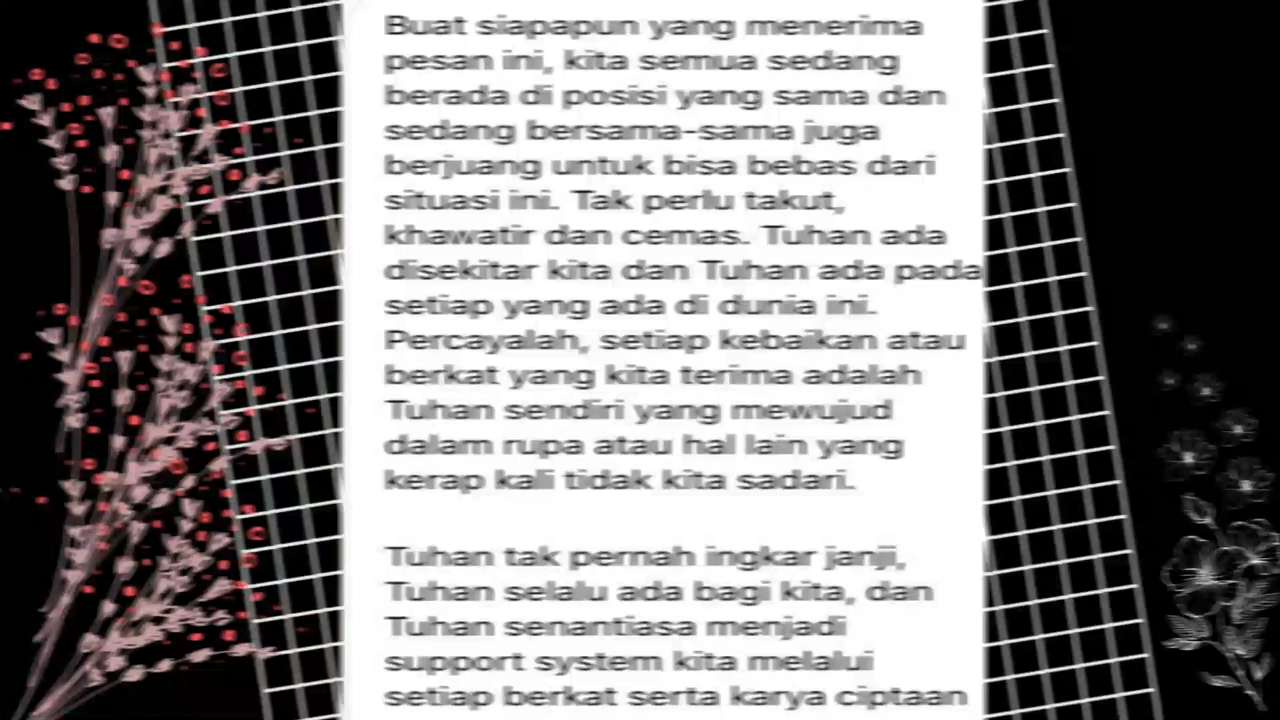 Buat siapapun yang menerima
pesan ini, kita semua sedang
berada di posisi yang sama dan
sedang bersama-sama juga
berjuang untuk bisa bebas dari
situasi ini. Tak perlu takut,
khawatir dan cemas. Tuhan ada
disekitar kita dan Tuhan ada pada
setiap yang ada di dunia ini.
Percayalah, setiap kebaikan atau
berkat yang kita terima adalah
Tuhan sendiri yang mewujud
dalam rupa atau hal lain yang
kerap kali tidak kita sadari.
Tuhan tak pernah ingkar janji,
Tuhan selalu ada bagi kita, dan
Tuhan senantiasa menjadi
support system kita melalui
setiap berkat serta karya ciptaan